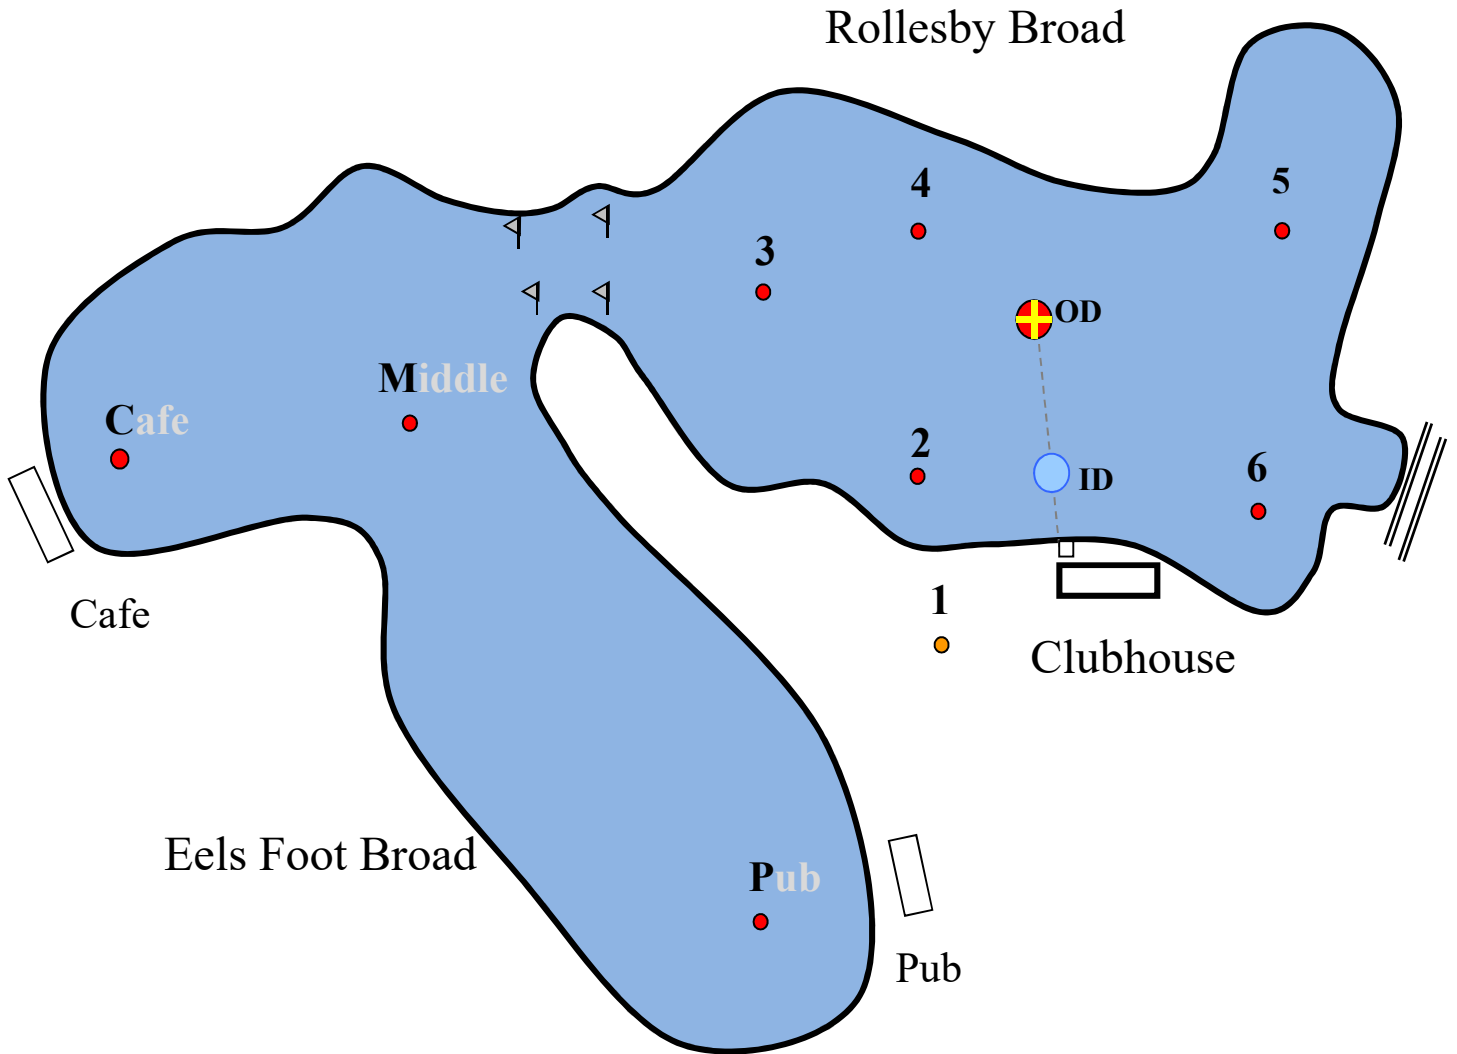 Rollesby Broad
4
5
3
OD
Middle
Cafe
2
ID
6
1
Cafe
Clubhouse
Eels Foot Broad
Pub
Pub